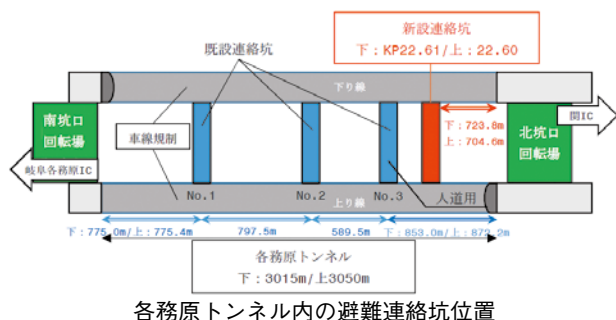 新設連絡坑
下：KP22.61/上：22.60
既設連絡坑
下り線
南坑口
回転場
車線規制
下：723.8m
上：704.6m
北坑口
回転場
関IC
岐阜各務原IC
No.1
No.2
No.3
上り線
人道用
下：775.0m/上：775.4m
797.5m
589.5m
下：853.0m/上：872.2m
各務原トンネル
下：3015m/上3050m
各務原トンネル内の避難連絡坑位置